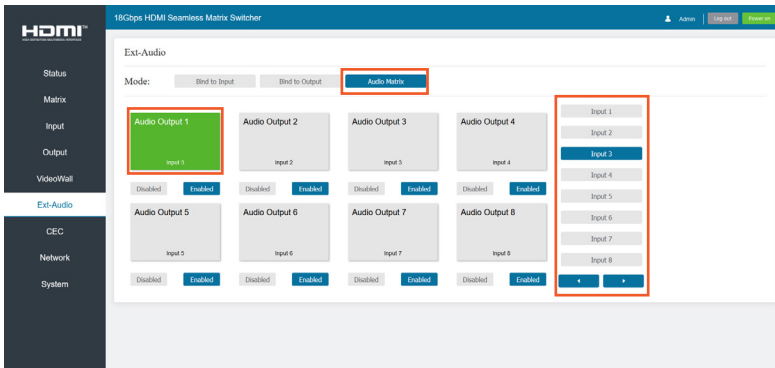 18Gbps HDMI Seamless Matrix Switcher
Admin
Log out
Power on
HDMI™
HIGH-DEFINITION MULTIMEDIA INTERFACE
Status
Matrix
Input
Output
VideoWall
Ext-Audio
CEC
Network
System
Ext-Audio
Mode:
Bind to Input
Bind to Output
Audio Matrix
Audio Output 1
Input 3
Audio Output 2
Input 2
Audio Output 3
Input 3
Audio Output 4
Input 4
Disabled
Enabled
Disabled
Enabled
Disabled
Enabled
Disabled
Enabled
Audio Output 5
Input 5
Audio Output 6
Input 6
Audio Output 7
Input 7
Audio Output 8
Input 8
Disabled
Enabled
Disabled
Enabled
Disabled
Enabled
Disabled
Enabled
Input 1
Input 2
Input 3
Input 4
Input 5
Input 6
Input 7
Input 8